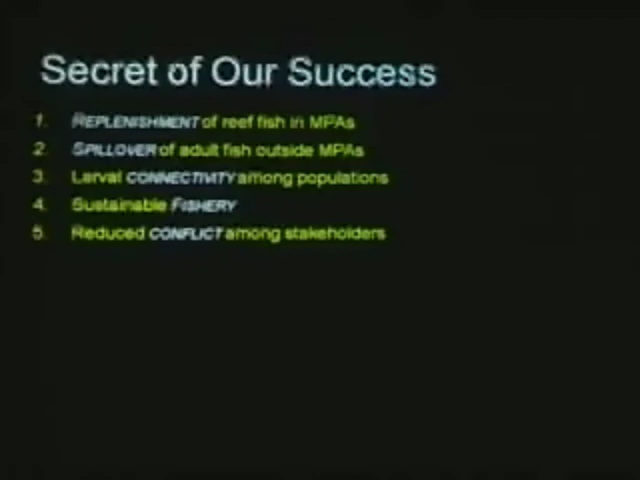 Secret of Our Success
1. REPLENISHMENT of reef fish in MPAs
2. SPILLOVER of adult fish outside MPAs
3. Larval CONNECTIVITY among populations
4. Sustainable FISHERY
5. Reduced CONFLICT among stakeholders